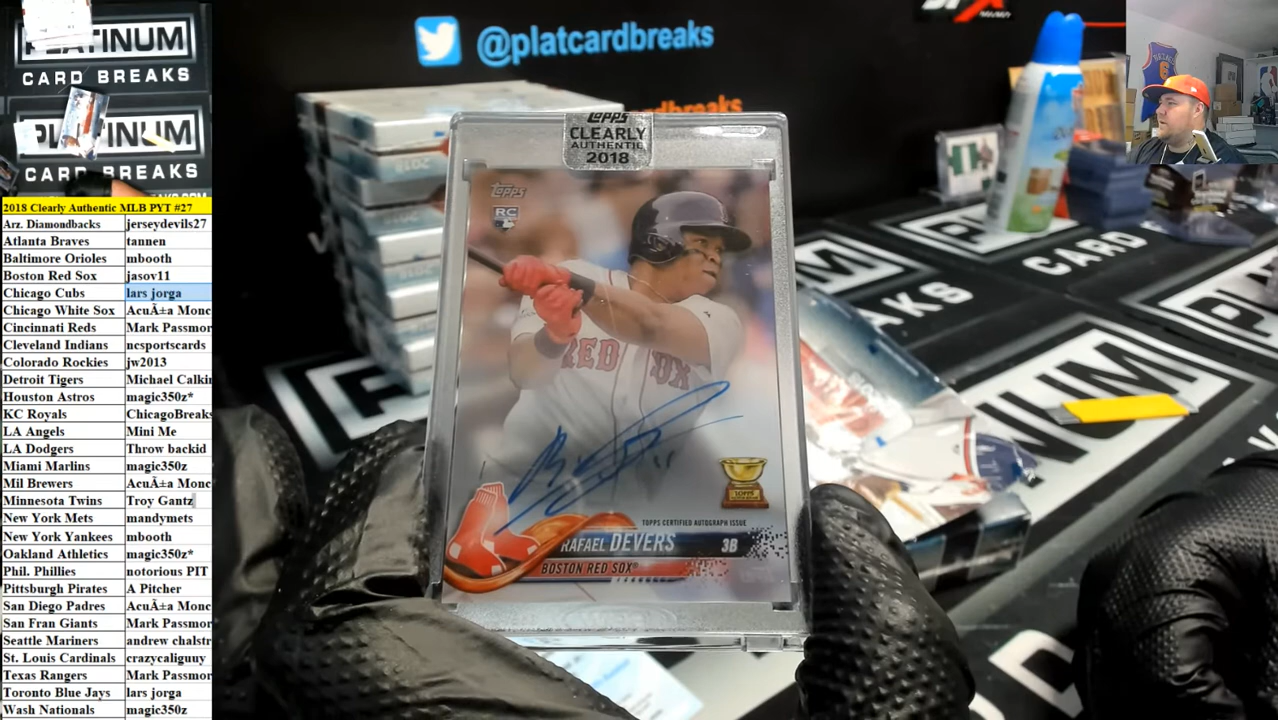 PLATINUM
CARD BREAKS
PLATINUM
CARD BREAKS
2018 Clearly Authentic MLB PYT #27
Arz. Diamondbacks jerseydevils27
Atlanta Braves tannen
Baltimore Orioles mbooth
Boston Red Sox jasov11
Chicago Cubs lars jorga
Chicago White Sox AcuÃ±a Monc
Cincinnati Reds Mark Passmor
Cleveland Indians ncsportscards
Colorado Rockies jw2013
Detroit Tigers Michael Calkin
Houston Astros magic350z*
KC Royals ChicagoBreaks
LA Angels Mini Me
LA Dodgers Throw backid
Miami Marlins magic350z
Mil Brewers AcuÃ±a Monc
Minnesota Twins Troy Gantz
New York Mets mandymets
New York Yankees mbooth
Oakland Athletics magic350z*
Phil. Phillies notorious PIT
Pittsburgh Pirates A Pitcher
San Diego Padres AcuÃ±a Monc
San Fran Giants Mark Passmor
Seattle Mariners andrew chalstr
St. Louis Cardinals crazycaliguuy
Texas Rangers Mark Passmor
Toronto Blue Jays lars jorga
Wash Nationals magic350z
@platcardbreaks
cardbreaks
TOPPS
CLEARLY
AUTHENTIC
2018
Topps
RC
RED SOX
11
TOPPS
TOPPS CERTIFIED AUTOGRAPH ISSUE
RAFAEL DEVERS 3B
BOSTON RED SOX
CARD
AKS
NUM